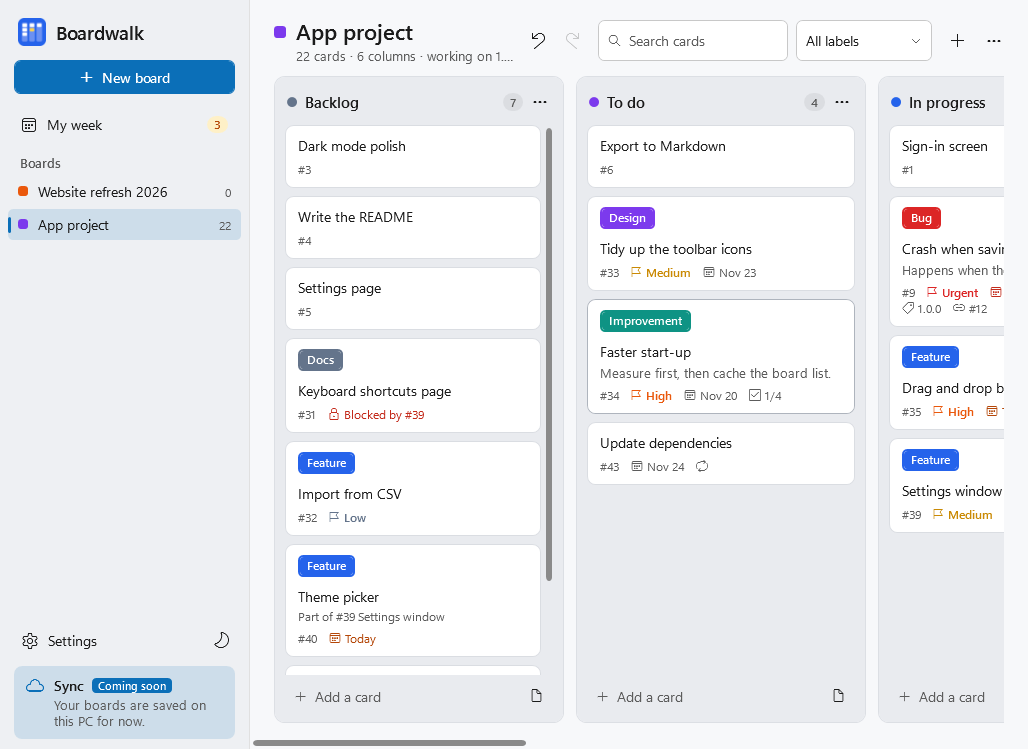 Boardwalk
New board
My week
3
Boards
Website refresh 2026
0
App project
22
Settings
Sync
Coming soon
Your boards are saved on
this PC for now.
App project
22 cards · 6 columns · working on 1....
Search cards
All labels
Backlog
7
Dark mode polish
#3
Write the README
#4
Settings page
#5
Docs
Keyboard shortcuts page
#31 Blocked by #39
Feature
Import from CSV
#32 Low
Feature
Theme picker
Part of #39 Settings window
#40 Today
Add a card
To do
4
Export to Markdown
#6
Design
Tidy up the toolbar icons
#33 Medium Nov 23
Improvement
Faster start-up
Measure first, then cache the board list.
#34 High Nov 20 1/4
Update dependencies
#43 Nov 24
Add a card
In progress
Sign-in screen
#1
Bug
Crash when savin
Happens when th
#9 Urgent
1.0.0 #12
Feature
Drag and drop b
#35 High
Feature
Settings window
#39 Medium
Add a card